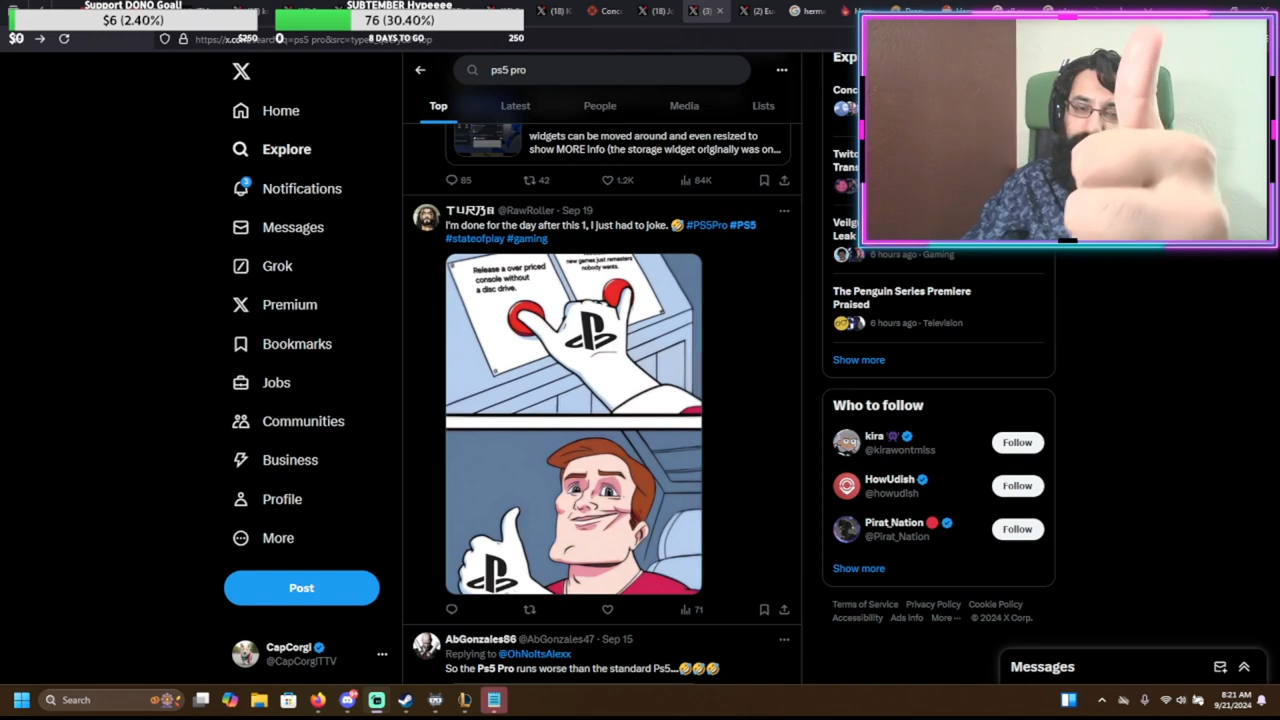 Support DONO Goal!
$6 (2.40%)
$0
$250
SUBTEMBER Hypeeee
76 (30.40%)
0
8 DAYS TO GO
250
ps5 pro
Top
Latest
People
Media
Lists
Home
Explore
Notifications
3
Messages
Grok
Premium
Bookmarks
Jobs
Communities
Business
Profile
More
Post
CapCorgi
@CapCorgiTTV
widgets can be moved around and even resized to
show MORE info (the storage widget originally was on...
85
42
1.2K
84K
TURBO @RawRoller · Sep 19
I'm done for the day after this 1, I just had to joke. 🤣 #PS5Pro #PS5
#stateofplay #gaming
Release a over priced
console without
a disc drive.
new games just remasters
nobody wants.
71
AbGonzales86 @AbGonzales47 · Sep 15
Replying to @OhNoItsAlexx
So the Ps5 Pro runs worse than the standard Ps5...🤣🤣🤣
6 hours ago · Gaming
The Penguin Series Premiere
Praised
6 hours ago · Television
Show more
Who to follow
kira
@kirawontmiss
Follow
HowUdish
@howudish
Follow
Pirat_Nation
@Pirat_Nation
Follow
Show more
Terms of Service Privacy Policy Cookie Policy
Accessibility Ads info More ··· © 2024 X Corp.
Messages
Search
8:21 AM
9/21/2024